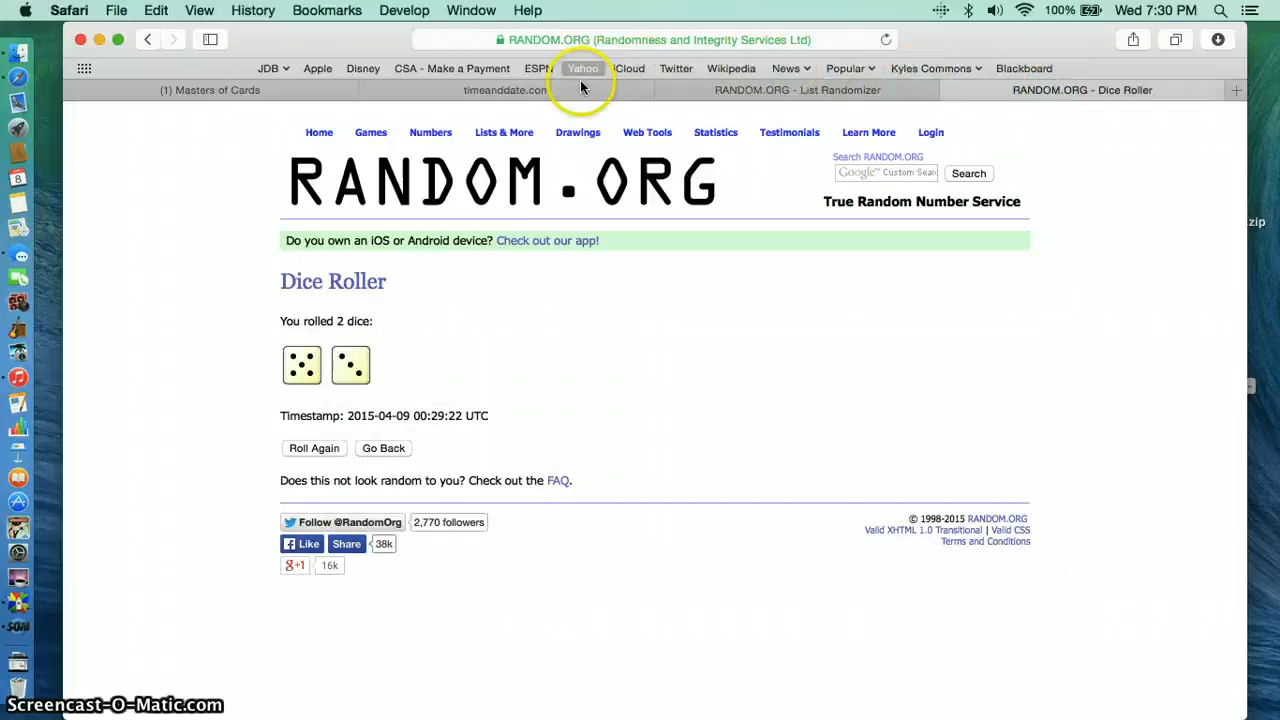 Safari File Edit View History Bookmarks Develop Window Help 100% Wed 7:30 PM
RANDOM.ORG (Randomness and Integrity Services Ltd)
JDB Apple Disney CSA - Make a Payment ESPN Yahoo iCloud Twitter Wikipedia News Popular Kyles Commons Blackboard
(1) Masters of Cards timeanddate.com RANDOM.ORG - List Randomizer RANDOM.ORG - Dice Roller
Home Games Numbers Lists & More Drawings Web Tools Statistics Testimonials Learn More Login
RANDOM.ORG
Search RANDOM.ORG
Google™ Custom Sear Search
True Random Number Service
Do you own an iOS or Android device? Check out our app!
zip
Dice Roller
You rolled 2 dice:
Timestamp: 2015-04-09 00:29:22 UTC
Roll Again Go Back
Does this not look random to you? Check out the FAQ.
Follow @RandomOrg 2,770 followers
Like Share 38k
g+1 16k
© 1998-2015 RANDOM.ORG
Valid XHTML 1.0 Transitional | Valid CSS
Terms and Conditions
8
SOM
Screencast-O-Matic.com